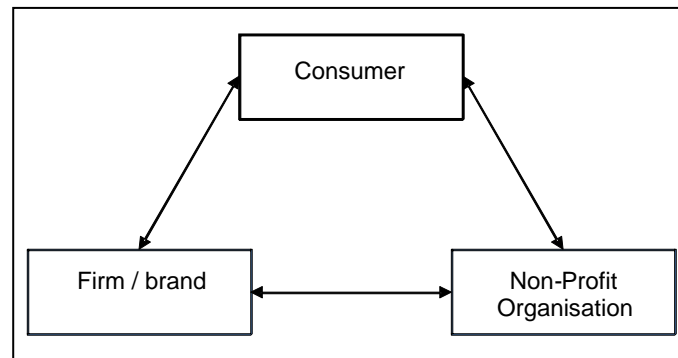 Consumer
Firm / brand
Non-Profit
Organisation